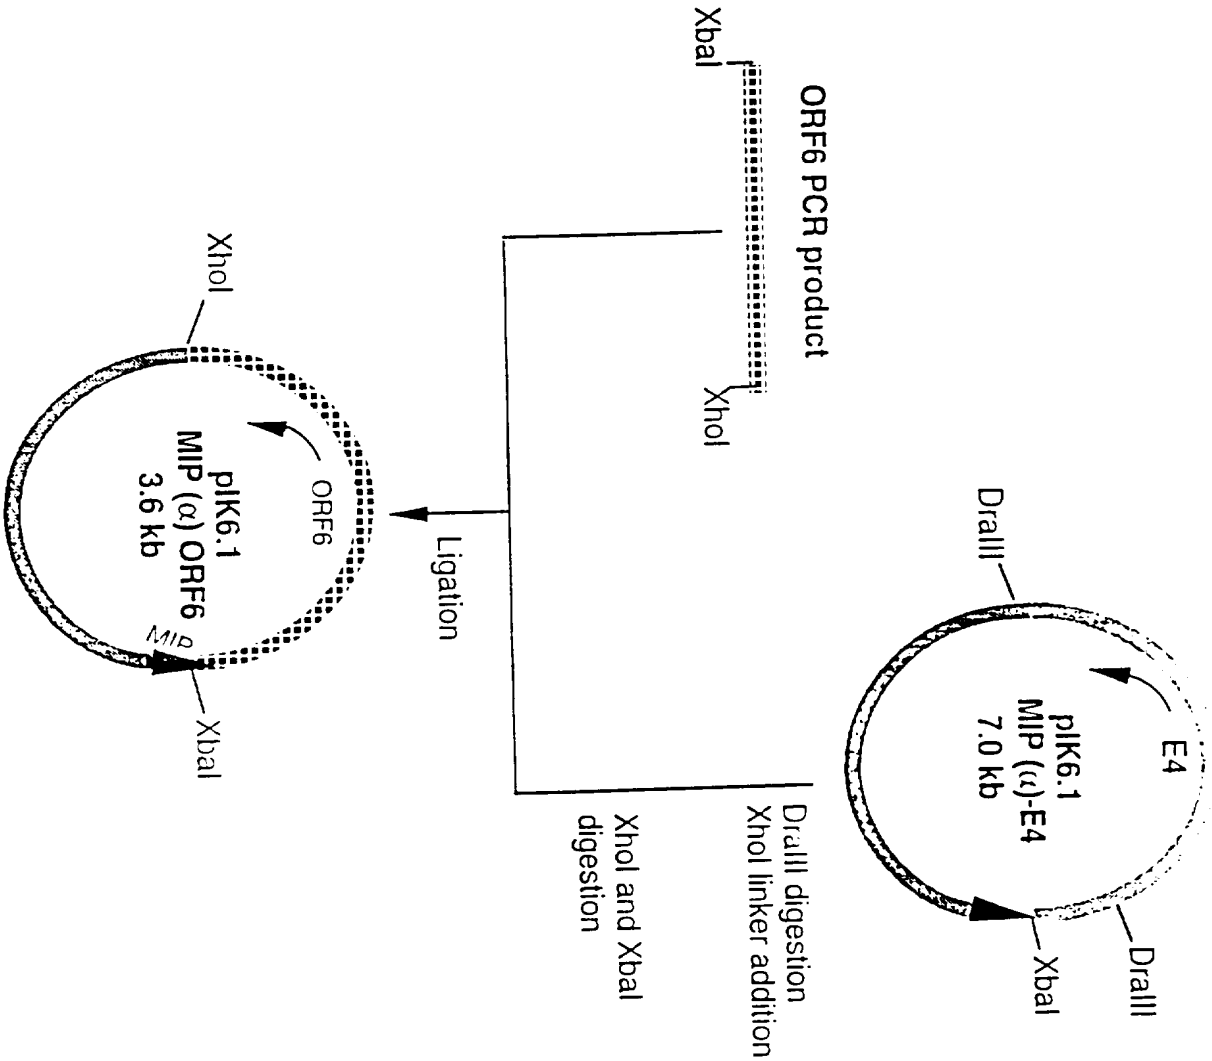 E4
DraIII
DraIII
pIK6.1
MIP (α)-E4
7.0 kb
XbaI
ORF6 PCR product
XbaI
XhoI
DraIII digestion
XhoI linker addition
XhoI and XbaI
digestion
Ligation
ORF6
XhoI
pIK6.1
MIP (α) ORF6
3.6 kb
MIP
XbaI